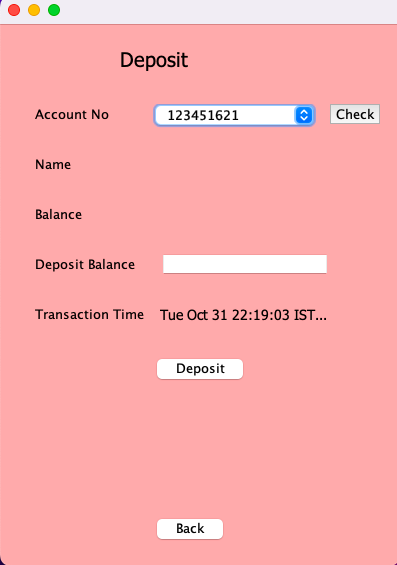 Deposit
Account No 123451621 Check
Name
Balance
Deposit Balance
Transaction Time Tue Oct 31 22:19:03 IST...
Deposit
Back